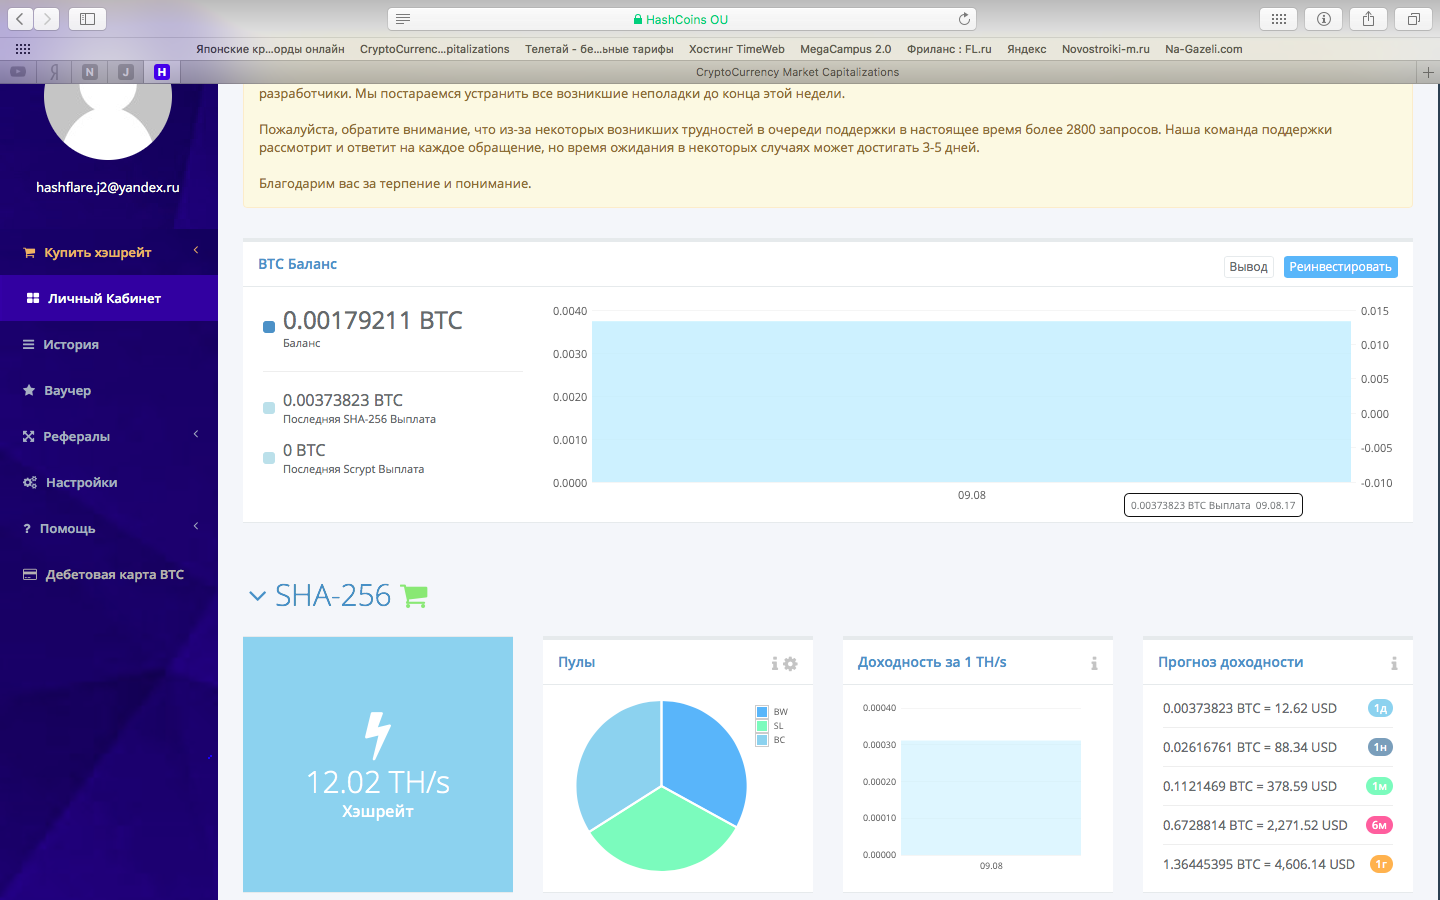 HashCoins OU
Японские кр...орды онлайн
CryptoCurrenc...pitalizations
Телетай - бе...ьные тарифы
Хостинг TimeWeb
MegaCampus 2.0
Фриланс : FL.ru
Яндекс
Novostroiki-m.ru
Na-Gazeli.com
Я
N
J
H
CryptoCurrency Market Capitalizations
разработчики. Мы постараемся устранить все возникшие неполадки до конца этой недели.
Пожалуйста, обратите внимание, что из-за некоторых возникших трудностей в очереди поддержки в настоящее время более 2800 запросов. Наша команда поддержки
рассмотрит и ответит на каждое обращение, но время ожидания в некоторых случаях может достигать 3-5 дней.
Благодарим вас за терпение и понимание.
hashflare.j2@yandex.ru
Купить хэшрейт
Личный Кабинет
История
Ваучер
Рефералы
Настройки
? Помощь
Дебетовая карта BTC
BTC Баланс
Вывод
Реинвестировать
0.00179211 BTC
Баланс
0.00373823 BTC
Последняя SHA-256 Выплата
0 BTC
Последняя Scrypt Выплата
0.0040
0.0030
0.0020
0.0010
0.0000
0.015
0.010
0.005
0.000
-0.005
-0.010
09.08
0.00373823 BTC Выплата 09.08.17
SHA-256
12.02 TH/s
Хэшрейт
Пулы
BW
SL
BC
Доходность за 1 TH/s
0.00040
0.00030
0.00020
0.00010
0.00000
09.08
Прогноз доходности
0.00373823 BTC = 12.62 USD 1д
0.02616761 BTC = 88.34 USD 1н
0.1121469 BTC = 378.59 USD 1м
0.6728814 BTC = 2,271.52 USD 6м
1.36445395 BTC = 4,606.14 USD 1г